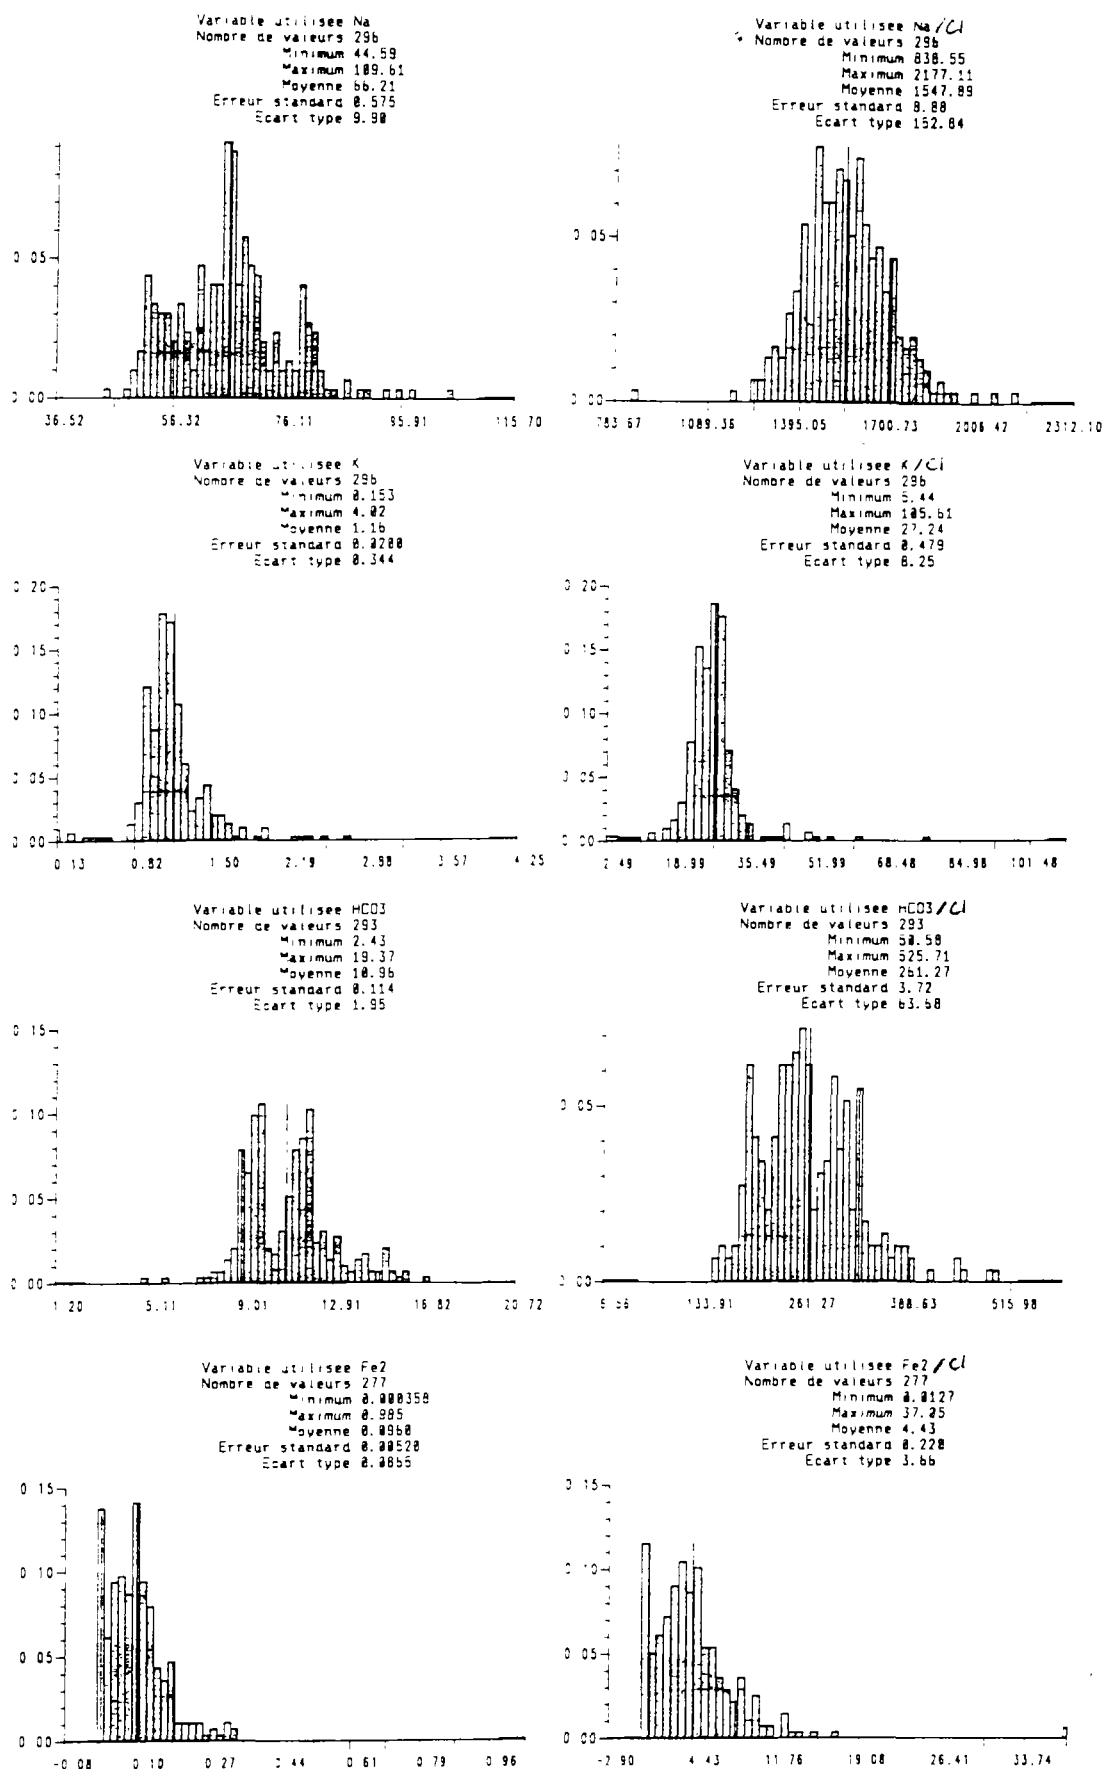 Variable utilisee Na
Nombre de valeurs 296
Minimum 44.59
Maximum 109.61
Moyenne 66.21
Erreur standard 0.575
Ecart type 9.90
0 05
0 00
36.52 56.32 76.11 95.91 115 70
Variable utilisee Na/Cl
Nombre de valeurs 296
Minimum 838.55
Maximum 2177.11
Moyenne 1547.89
Erreur standard 8.88
Ecart type 152.84
0 05
0 00
783.67 1089.36 1395.05 1700.73 2006.42 2312.10
Variable utilisee K
Nombre de valeurs 296
Minimum 0.153
Maximum 4.02
Moyenne 1.16
Erreur standard 0.0200
Ecart type 0.344
0 20
0 15
0 10
0 05
0 00
0.13 0.82 1.50 2.19 2.88 3.57 4.25
Variable utilisee K/Cl
Nombre de valeurs 296
Minimum 5.44
Maximum 105.61
Moyenne 27.24
Erreur standard 0.479
Ecart type 8.25
0 20
0 15
0 10
0 05
0 00
2.49 18.99 35.49 51.99 68.48 84.98 101.48
Variable utilisee HCO3
Nombre de valeurs 293
Minimum 2.43
Maximum 19.37
Moyenne 10.96
Erreur standard 0.114
Ecart type 1.95
0 15
0 10
0 05
0 00
1.20 5.11 9.01 12.91 16.82 20.72
Variable utilisee HCO3/Cl
Nombre de valeurs 293
Minimum 50.58
Maximum 525.71
Moyenne 261.27
Erreur standard 3.72
Ecart type 63.68
0 05
0 00
6.56 133.91 261 27 388.63 515.98
Variable utilisee Fe2
Nombre de valeurs 277
Minimum 0.000358
Maximum 0.985
Moyenne 0.0960
Erreur standard 0.00520
Ecart type 0.0865
0 15
0 10
0 05
0 00
-0.08 0.10 0.27 0.44 0.61 0.79 0.96
Variable utilisee Fe2/Cl
Nombre de valeurs 277
Minimum 0.0127
Maximum 37.05
Moyenne 4.43
Erreur standard 0.220
Ecart type 3.66
0 15
0 10
0 05
0 00
-2.90 4.43 11.76 19.08 26.41 33.74